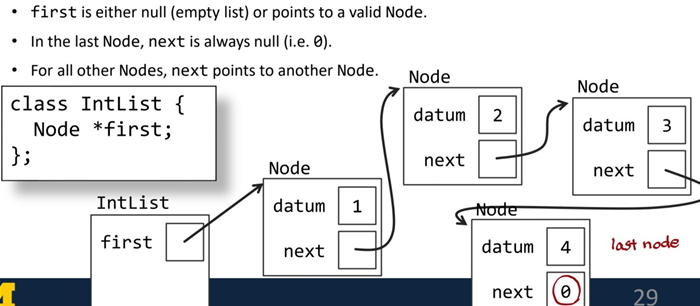 • first is either null (empty list) or points to a valid Node.
• In the last Node, next is always null (i.e. 0).
• For all other Nodes, next points to another Node.
class IntList {
  Node *first;
};
IntList
first
Node
datum 1
next
Node
datum 2
next
Node
datum 3
next
Node
datum 4
next 0
last node
29